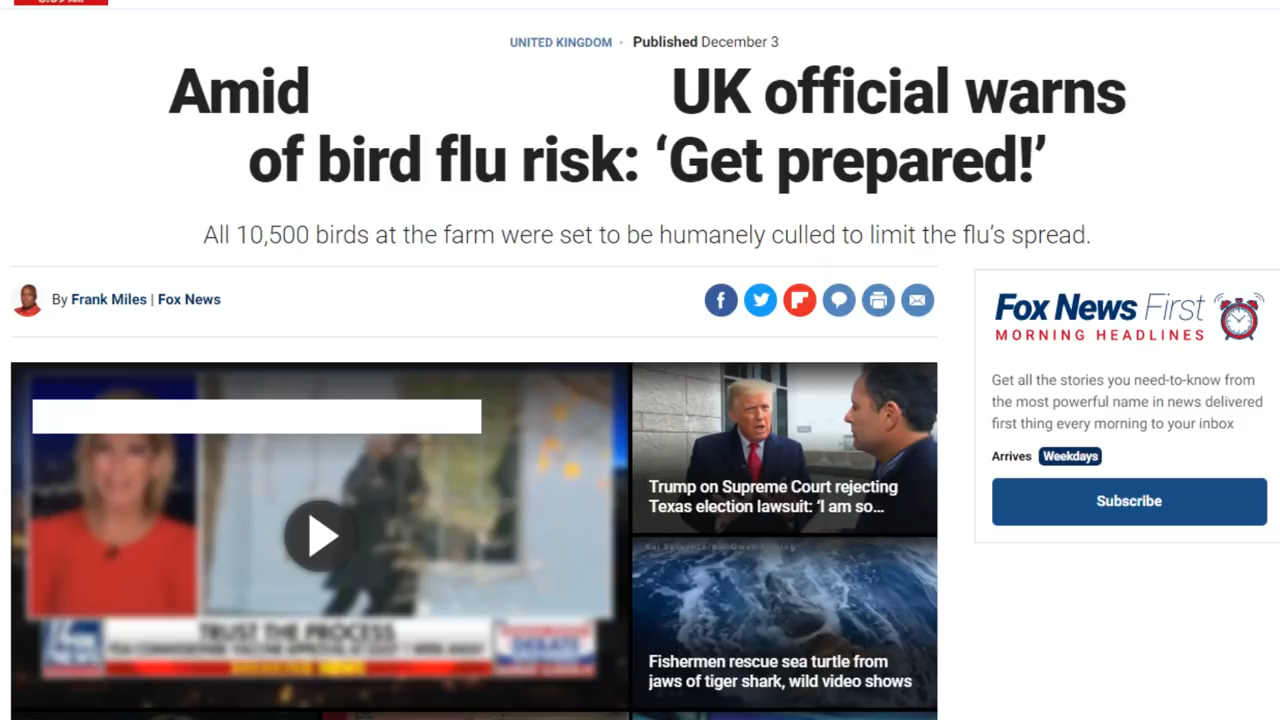 UNITED KINGDOM · Published December 3
Amid UK official warns
of bird flu risk: ‘Get prepared!’
All 10,500 birds at the farm were set to be humanely culled to limit the flu’s spread.
By Frank Miles | Fox News
Fox News First
MORNING HEADLINES
Get all the stories you need-to-know from
the most powerful name in news delivered
first thing every morning to your inbox
Arrives Weekdays
Subscribe
TRUST THE PROCESS
Trump on Supreme Court rejecting
Texas election lawsuit: ‘I am so...
Fishermen rescue sea turtle from
jaws of tiger shark, wild video shows